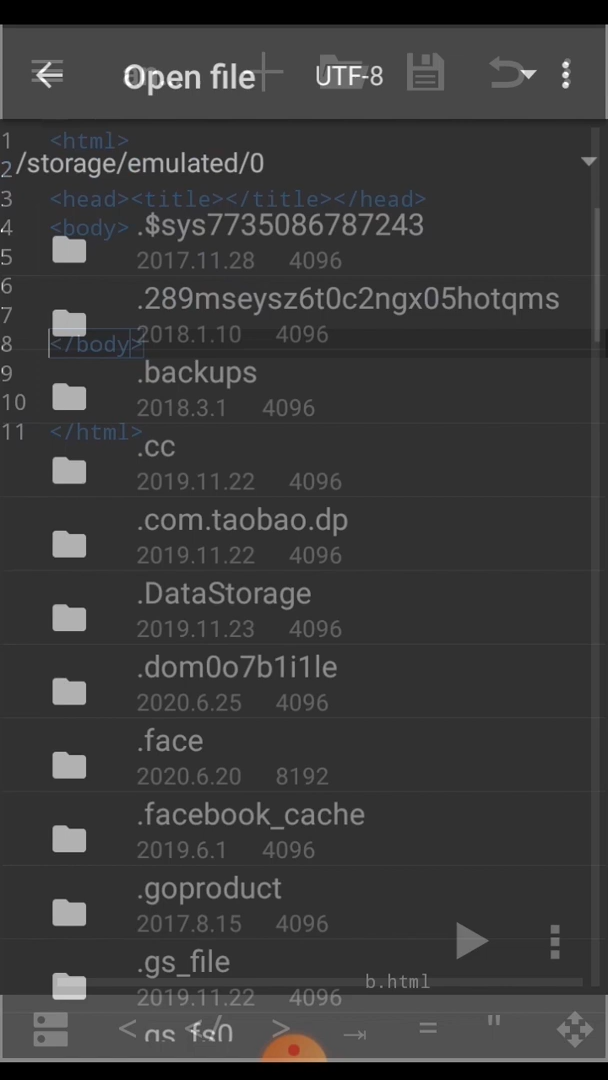 Open file
UTF-8
/storage/emulated/0
1 <html>
2
3 <head><title></title></head>
4 <body>
5
6
7
8 </body>
9
10
11 </html>
.$sys7735086787243
2017.11.28 4096
.289mseysz6t0c2ngx05hotqms
2018.1.10 4096
.backups
2018.3.1 4096
.cc
2019.11.22 4096
.com.taobao.dp
2019.11.22 4096
.DataStorage
2019.11.23 4096
.dom0o7b1i1le
2020.6.25 4096
.face
2020.6.20 8192
.facebook_cache
2019.6.1 4096
.goproduct
2017.8.15 4096
.gs_file
2019.11.22 4096
.gs_fs0
b.html
< </ > = "